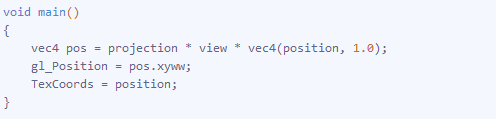 void main()
{
    vec4 pos = projection * view * vec4(position, 1.0);
    gl_Position = pos.xyww;
    TexCoords = position;
}